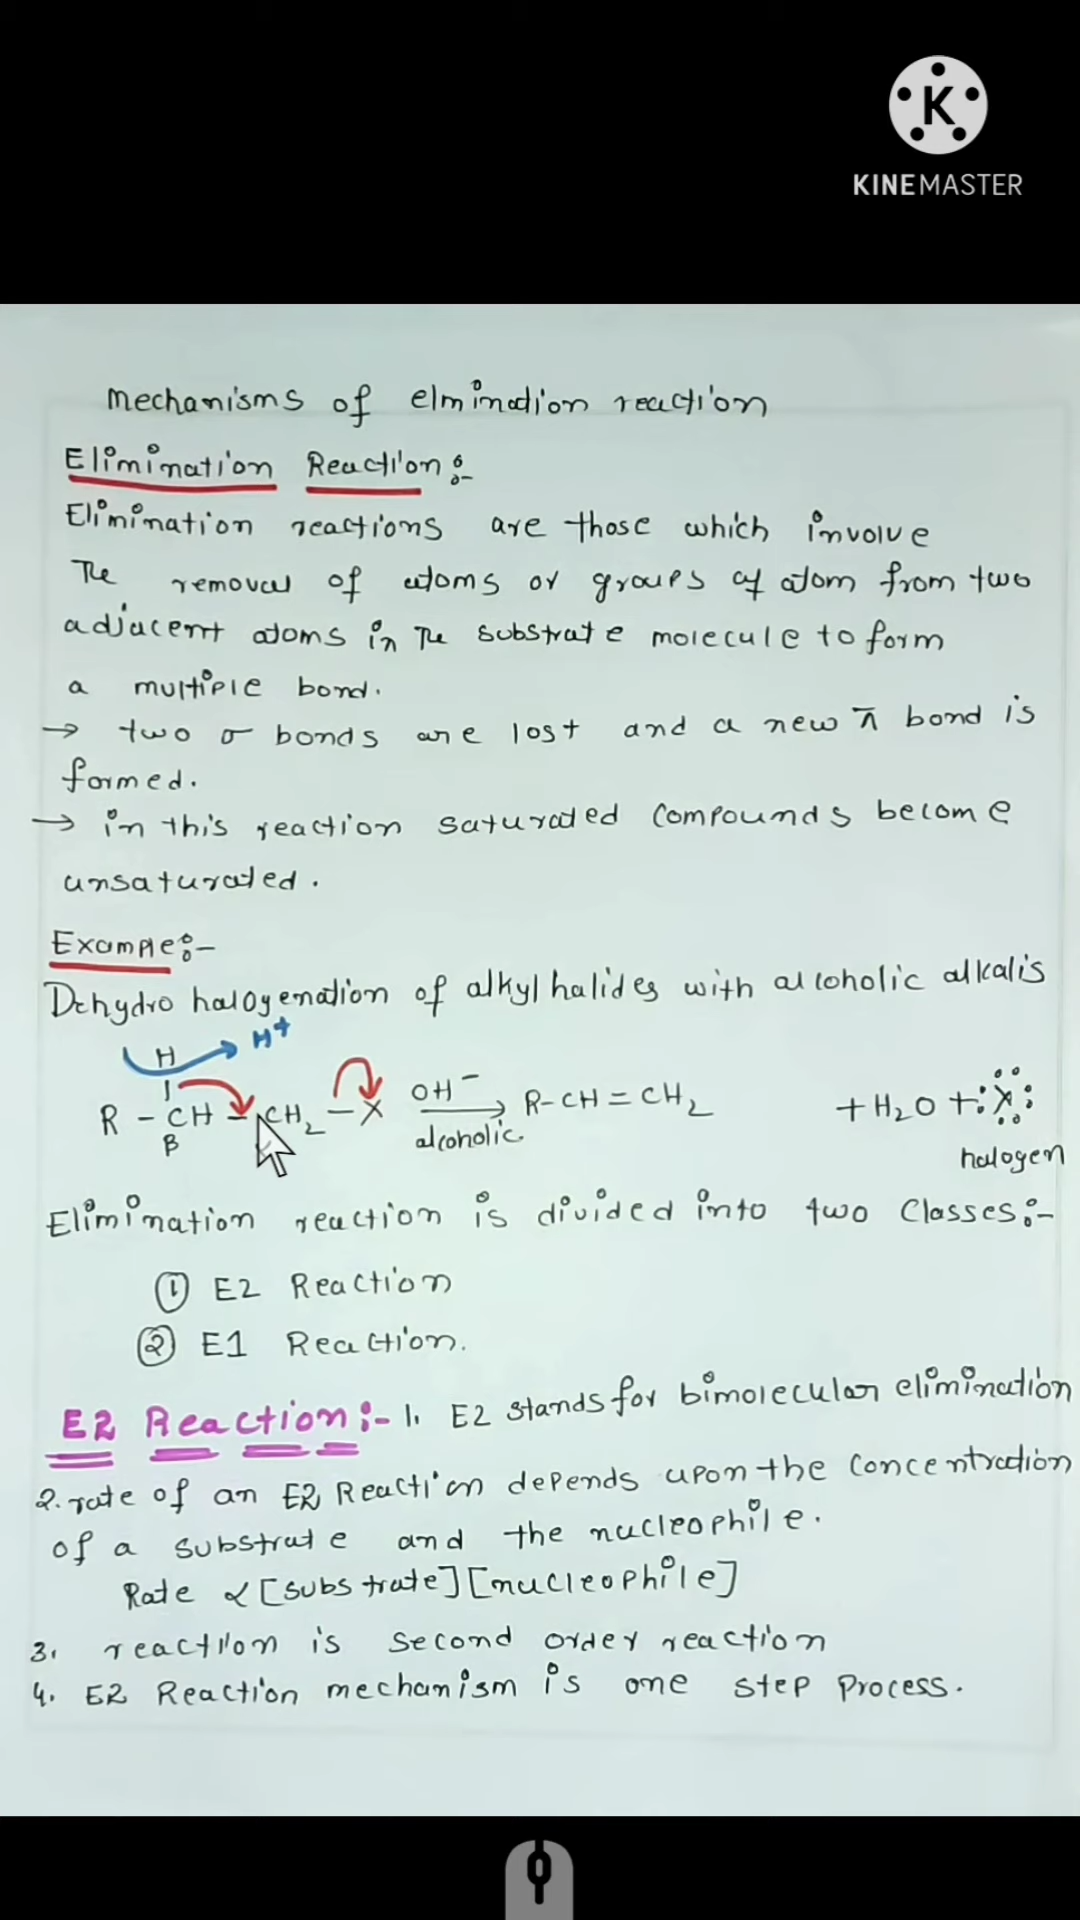 K
KINEMASTER
Mechanisms of elmination reaction
Elimination Reaction :-
Elimination reactions are those which involve
The removal of atoms or groups of atom from two
adjacent atoms in The substrate molecule to form
a multiple bond.
→ two σ bonds are lost and a new π bond is
formed.
→ in this reaction saturated compounds become
unsaturated.
Example:-
Dehydro halogenation of alkylhalides with alcoholic alkalis
H H+
R - CH - CH₂ - X OH⁻ → R-CH=CH₂ + H₂O + :X:
β alcoholic halogen
Elimination reaction is divided into two classes:-
① E2 Reaction
② E1 Reaction.
E2 Reaction:- 1. E2 stands for bimolecular elimination
2. rate of an E2 Reaction depends upon the concentration
of a substrate and the nucleophile.
Rate ∝ [substrate][nucleophile]
3. reaction is second order reaction
4. E2 Reaction mechanism is one step process.